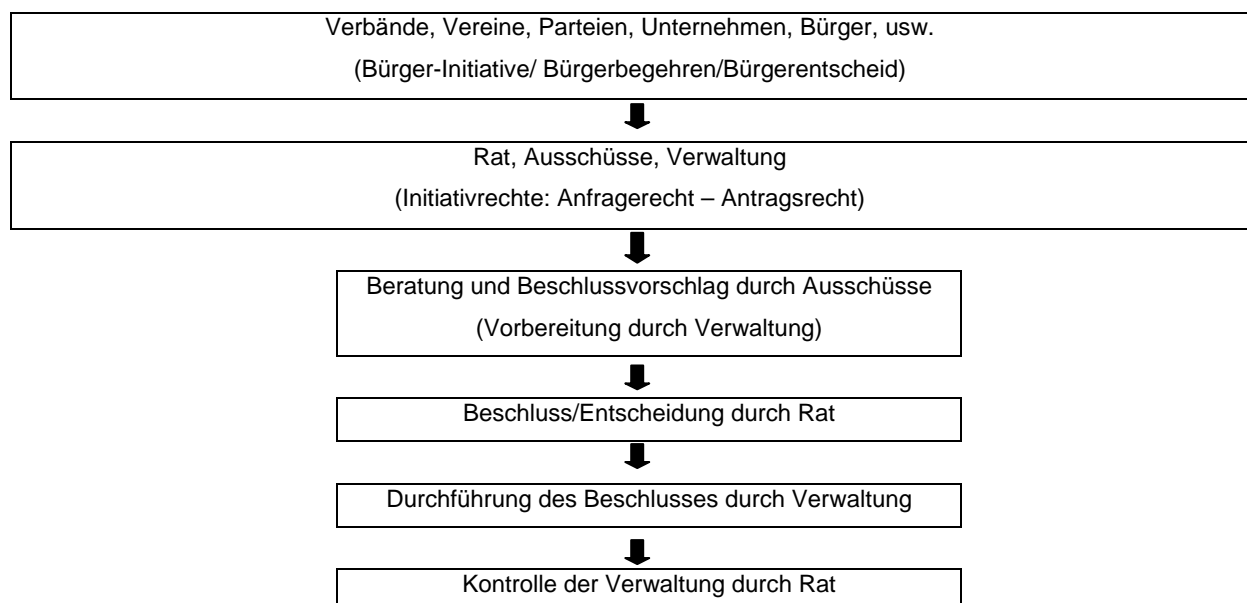 Verbände, Vereine, Parteien, Unternehmen, Bürger, usw.
(Bürger-Initiative/ Bürgerbegehren/Bürgerentscheid)
Rat, Ausschüsse, Verwaltung
(Initiativrechte: Anfragerecht – Antragsrecht)
Beratung und Beschlussvorschlag durch Ausschüsse
(Vorbereitung durch Verwaltung)
Beschluss/Entscheidung durch Rat
Durchführung des Beschlusses durch Verwaltung
Kontrolle der Verwaltung durch Rat